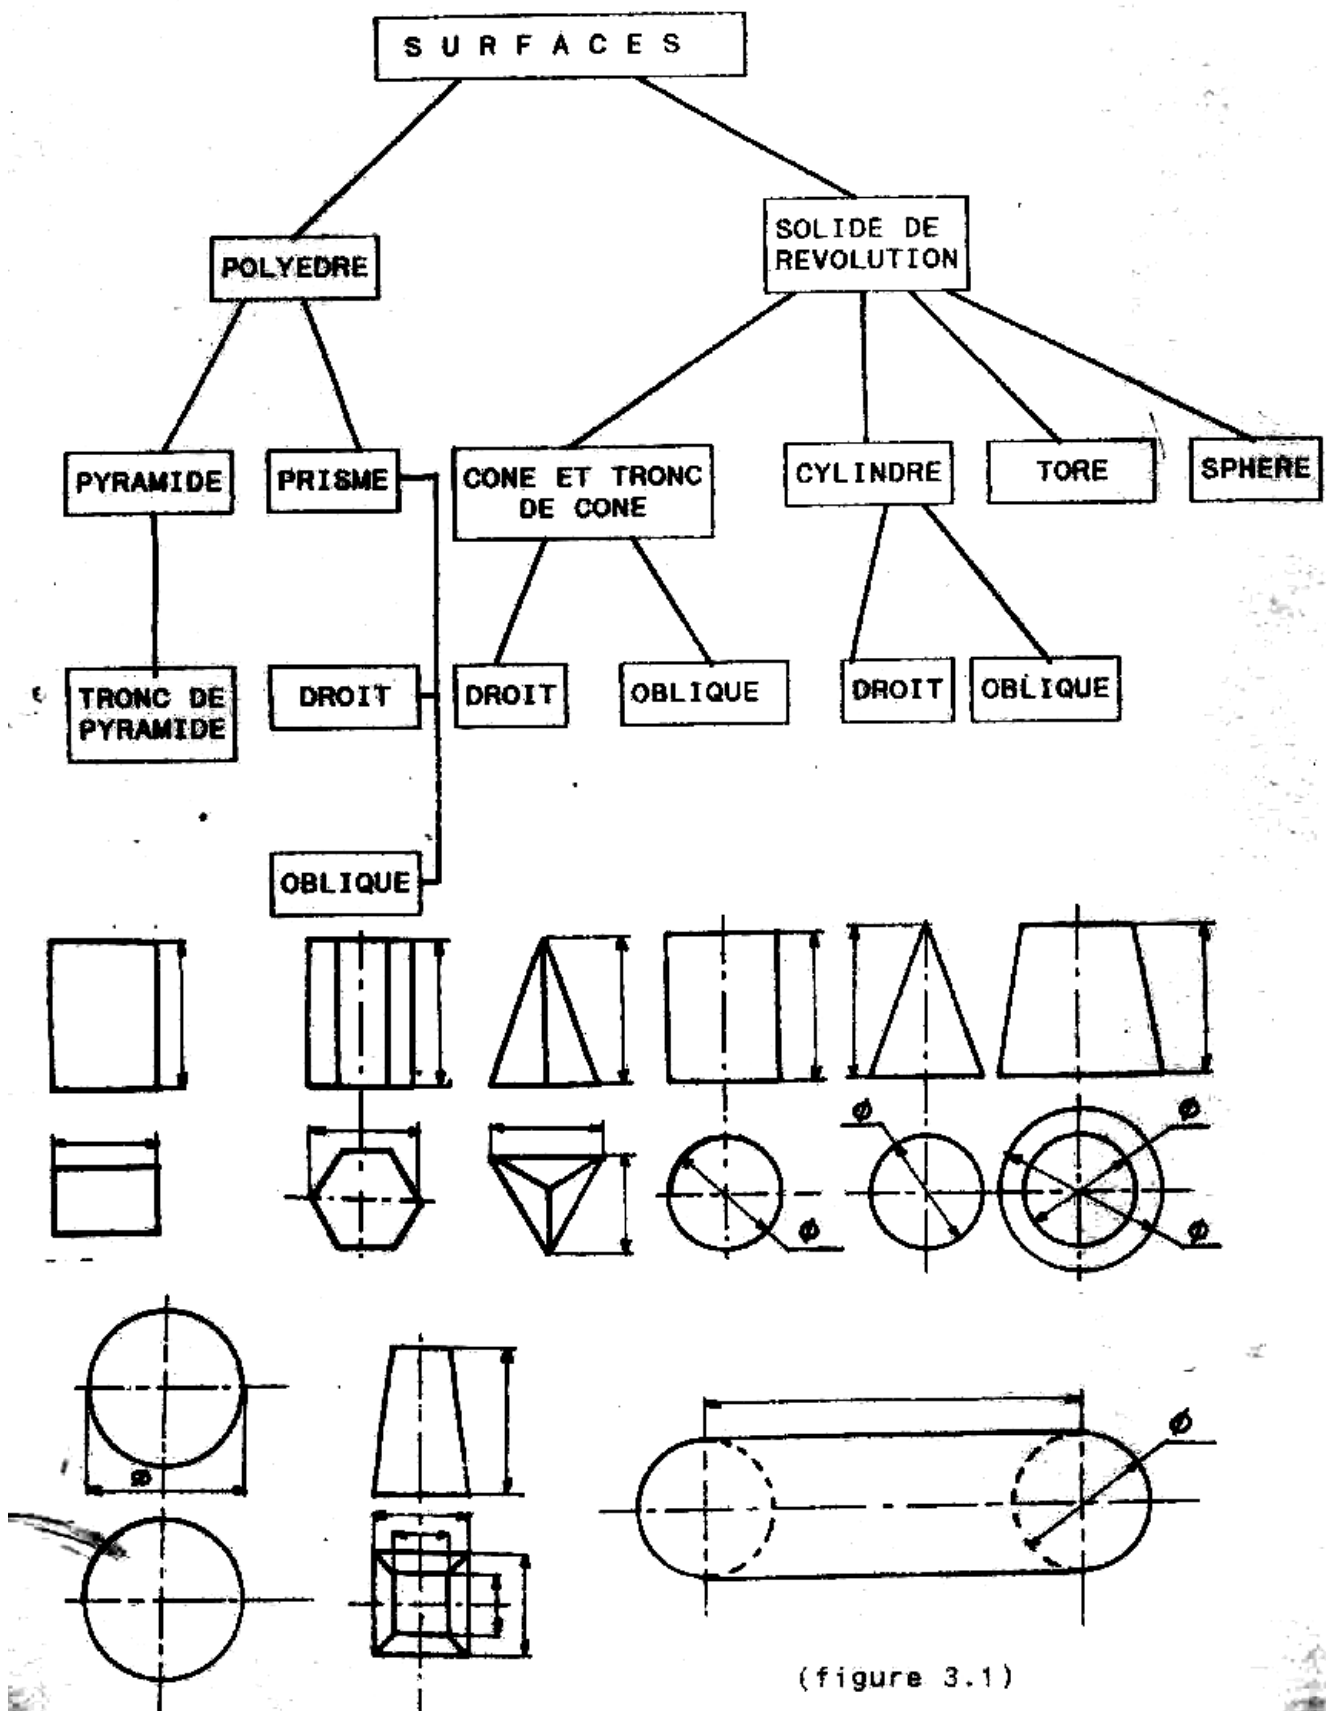 S U R F A C E S
SOLIDE DE
REVOLUTION
POLYEDRE
PYRAMIDE
PRISME
CONE ET TRONC
DE CONE
CYLINDRE
TORE
SPHERE
TRONC DE
PYRAMIDE
DROIT
DROIT
OBLIQUE
DROIT
OBLIQUE
OBLIQUE
Ø
Ø
Ø
Ø
Ø
Ø
(figure 3.1)